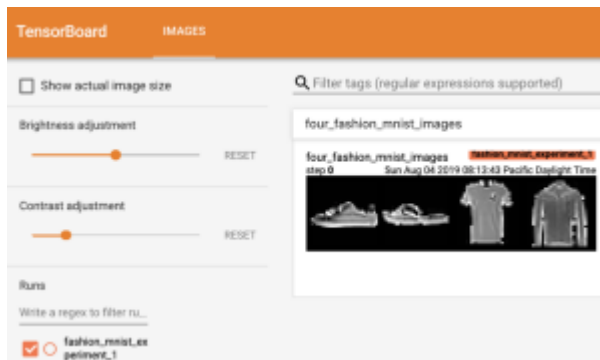 TensorBoard IMAGES
Show actual image size
Brightness adjustment
RESET
Contrast adjustment
RESET
Runs
Write a regex to filter ru_
fashion_mnist_ex
periment_1
Filter tags (regular expressions supported)
four_fashion_mnist_images
four_fashion_mnist_images fashion_mnist_experiment_1
step 0 Sun Aug 04 2019 08:13:43 Pacific Daylight Time